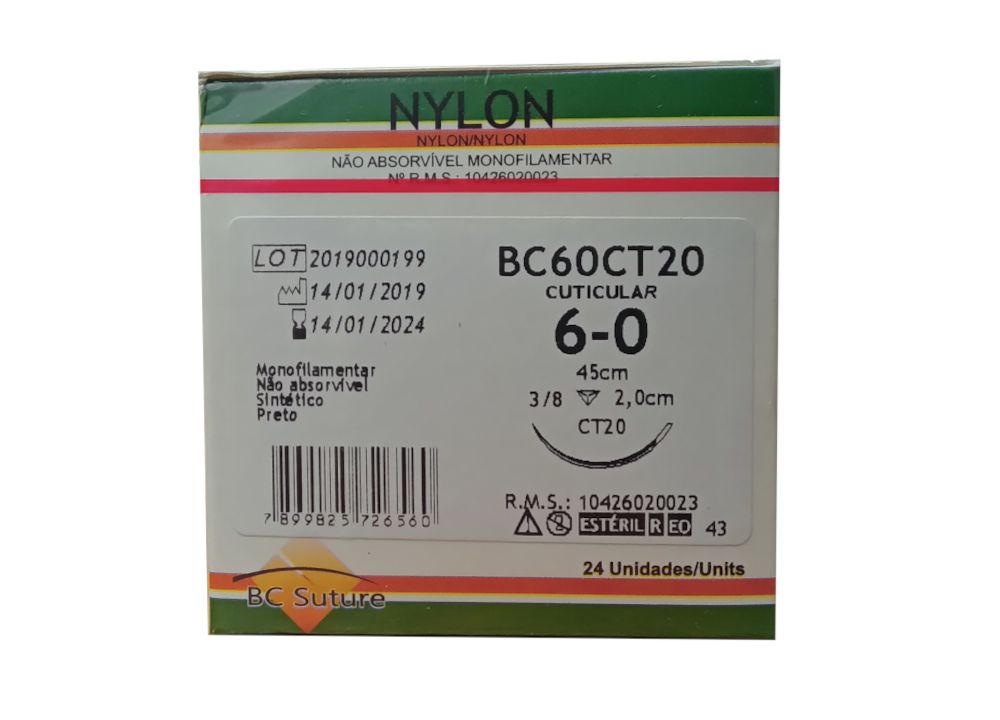 NYLON
NYLON/NYLON
NÃO ABSORVÍVEL MONOFILAMENTAR
Nº R.M.S.: 10426020023
LOT 2019000199
14/01/2019
14/01/2024
Monofilamentar
Não absorvível
Sintético
Preto
7 899825 726560
BC60CT20
CUTICULAR
6-0
45cm
3/8 2,0cm
CT20
R.M.S.: 10426020023
2 ESTÉRIL R EO 43
24 Unidades/Units
BC Suture